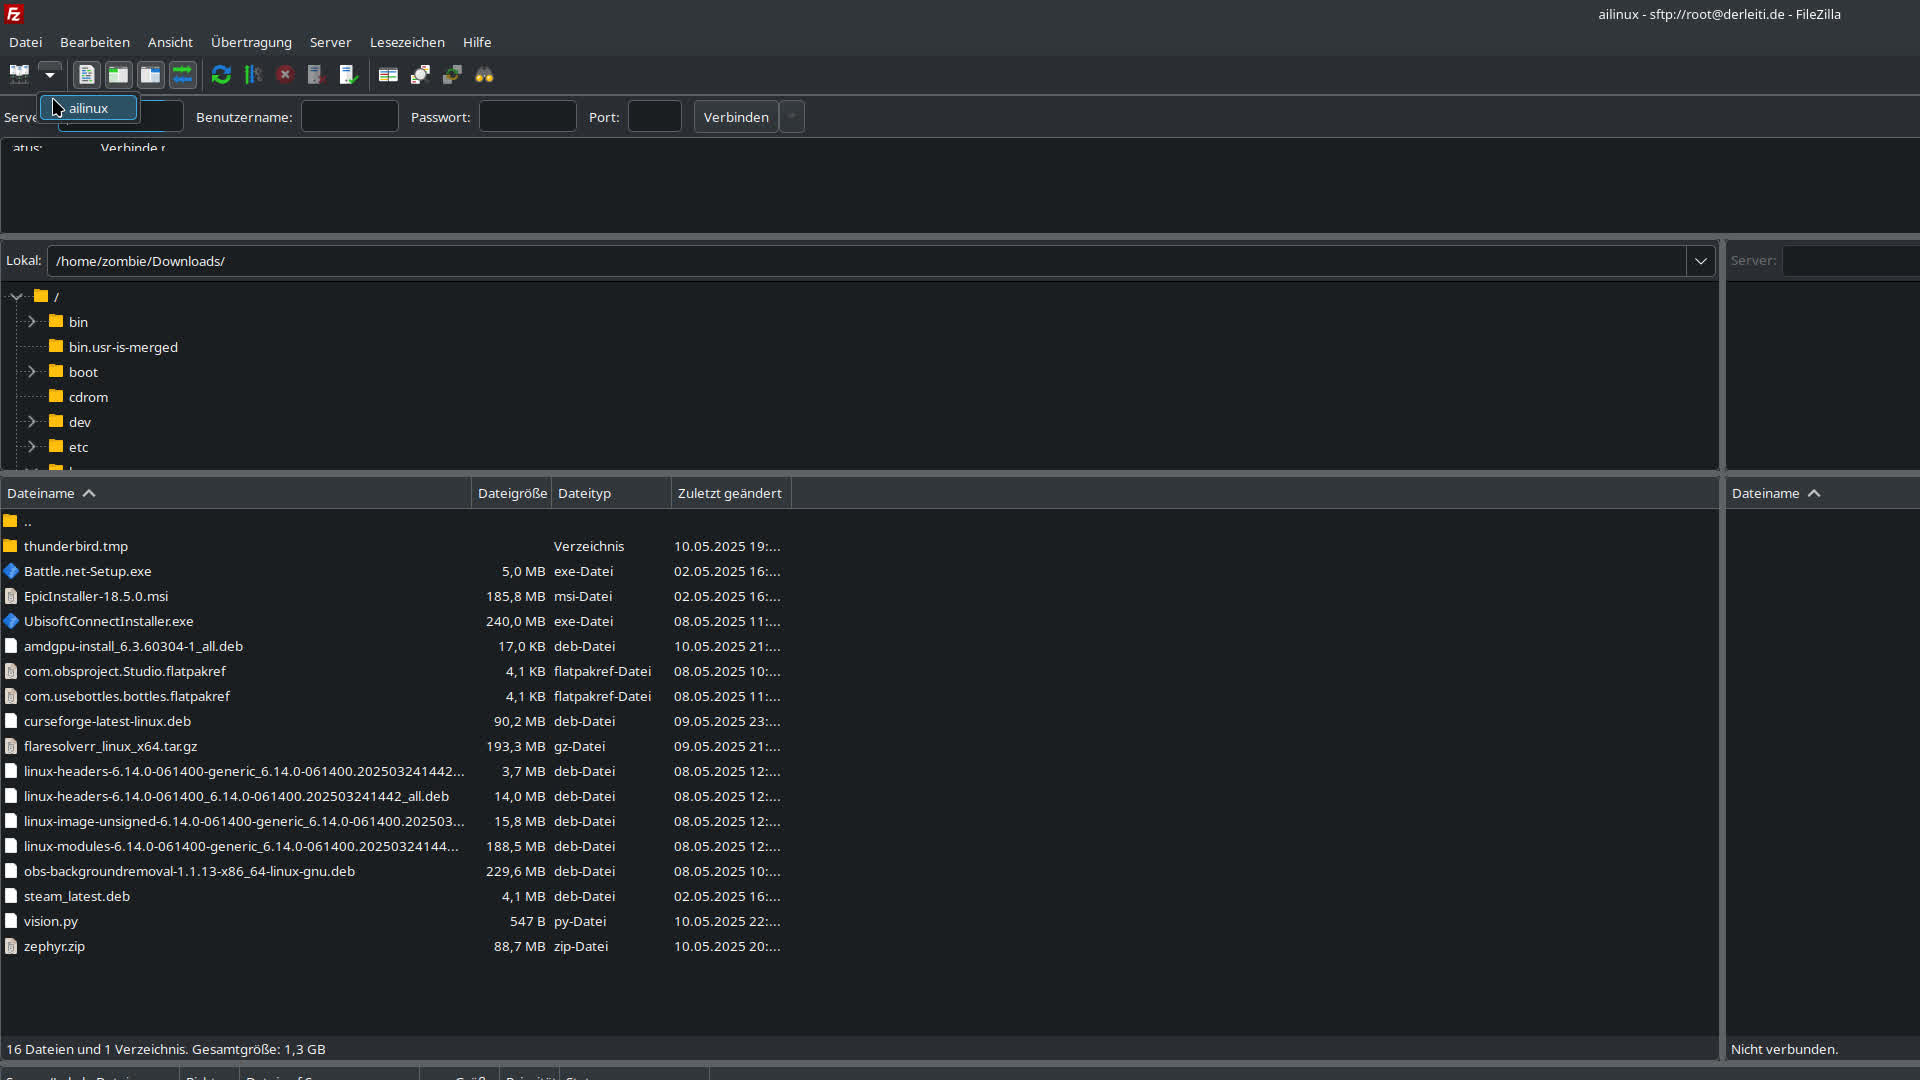 ailinux - sftp://root@derleiti.de - FileZilla
Datei Bearbeiten Ansicht Übertragung Server Lesezeichen Hilfe
ailinux
Benutzername: Passwort: Port: Verbinden
Verbinde
Lokal: /home/zombie/Downloads/ Server:
/
bin
bin.usr-is-merged
boot
cdrom
dev
etc
Dateiname Dateigröße Dateityp Zuletzt geändert Dateiname
..
thunderbird.tmp Verzeichnis 10.05.2025 19:...
Battle.net-Setup.exe 5,0 MB exe-Datei 02.05.2025 16:...
EpicInstaller-18.5.0.msi 185,8 MB msi-Datei 02.05.2025 16:...
UbisoftConnectInstaller.exe 240,0 MB exe-Datei 08.05.2025 11:...
amdgpu-install_6.3.60304-1_all.deb 17,0 KB deb-Datei 10.05.2025 21:...
com.obsproject.Studio.flatpakref 4,1 KB flatpakref-Datei 08.05.2025 10:...
com.usebottles.bottles.flatpakref 4,1 KB flatpakref-Datei 08.05.2025 11:...
curseforge-latest-linux.deb 90,2 MB deb-Datei 09.05.2025 23:...
flaresolverr_linux_x64.tar.gz 193,3 MB gz-Datei 09.05.2025 21:...
linux-headers-6.14.0-061400-generic_6.14.0-061400.202503241442... 3,7 MB deb-Datei 08.05.2025 12:...
linux-headers-6.14.0-061400_6.14.0-061400.202503241442_all.deb 14,0 MB deb-Datei 08.05.2025 12:...
linux-image-unsigned-6.14.0-061400-generic_6.14.0-061400.202503... 15,8 MB deb-Datei 08.05.2025 12:...
linux-modules-6.14.0-061400-generic_6.14.0-061400.20250324144... 188,5 MB deb-Datei 08.05.2025 12:...
obs-backgroundremoval-1.1.13-x86_64-linux-gnu.deb 229,6 MB deb-Datei 08.05.2025 10:...
steam_latest.deb 4,1 MB deb-Datei 02.05.2025 16:...
vision.py 547 B py-Datei 10.05.2025 22:...
zephyr.zip 88,7 MB zip-Datei 10.05.2025 20:...
16 Dateien und 1 Verzeichnis. Gesamtgröße: 1,3 GB Nicht verbunden.